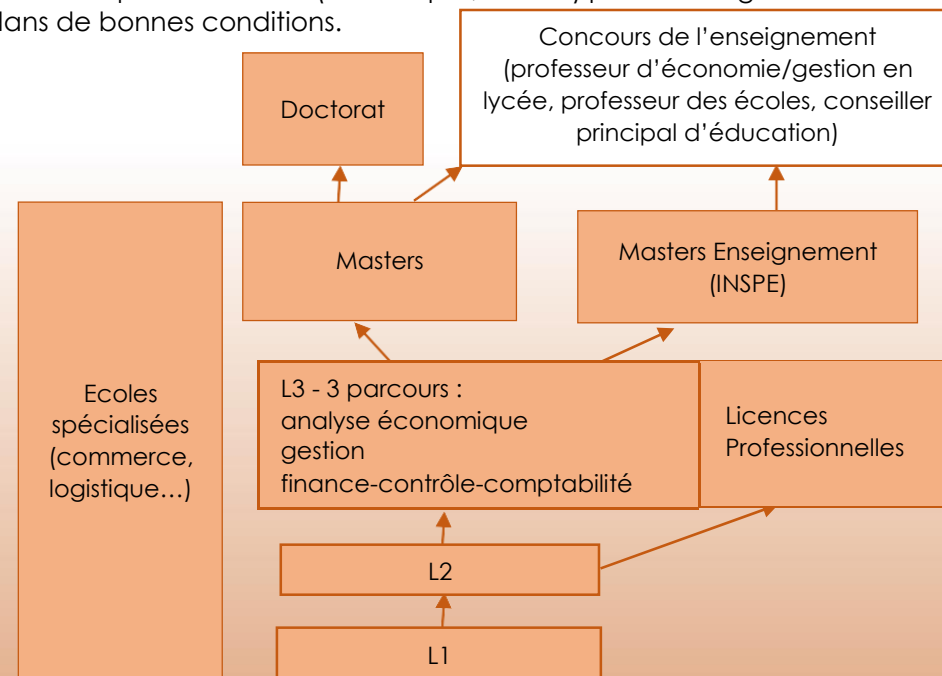 dans de bonnes conditions.
Concours de l’enseignement
(professeur d’économie/gestion en
lycée, professeur des écoles, conseiller
principal d’éducation)
Doctorat
Masters
Masters Enseignement
(INSPE)
Ecoles
spécialisées
(commerce,
logistique…)
L3 - 3 parcours :
analyse économique
gestion
finance-contrôle-comptabilité
Licences
Professionnelles
L2
L1